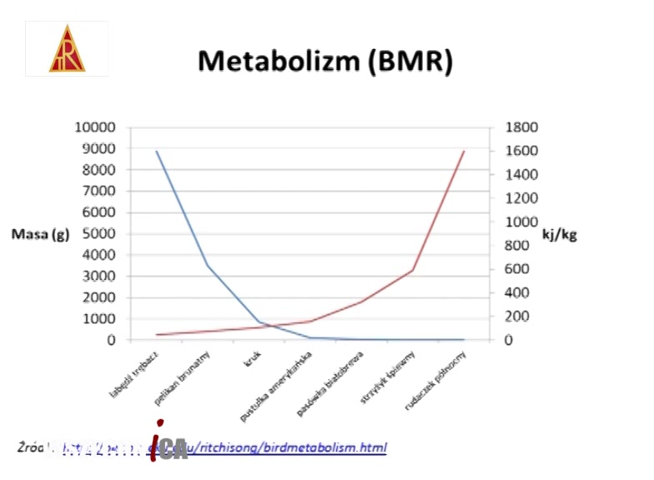 TR
Metabolizm (BMR)
10000
9000
8000
7000
6000
5000
4000
3000
2000
1000
0
Masa (g)
1800
1600
1400
1200
1000
800
600
400
200
0
kj/kg
łabędź trębacz
pelikan brunatny
kruk
pustułka amerykańska
pasówka białobrewa
strzyżyk śpiewny
rudaczek północny
/ritchisong/birdmetabolism.html